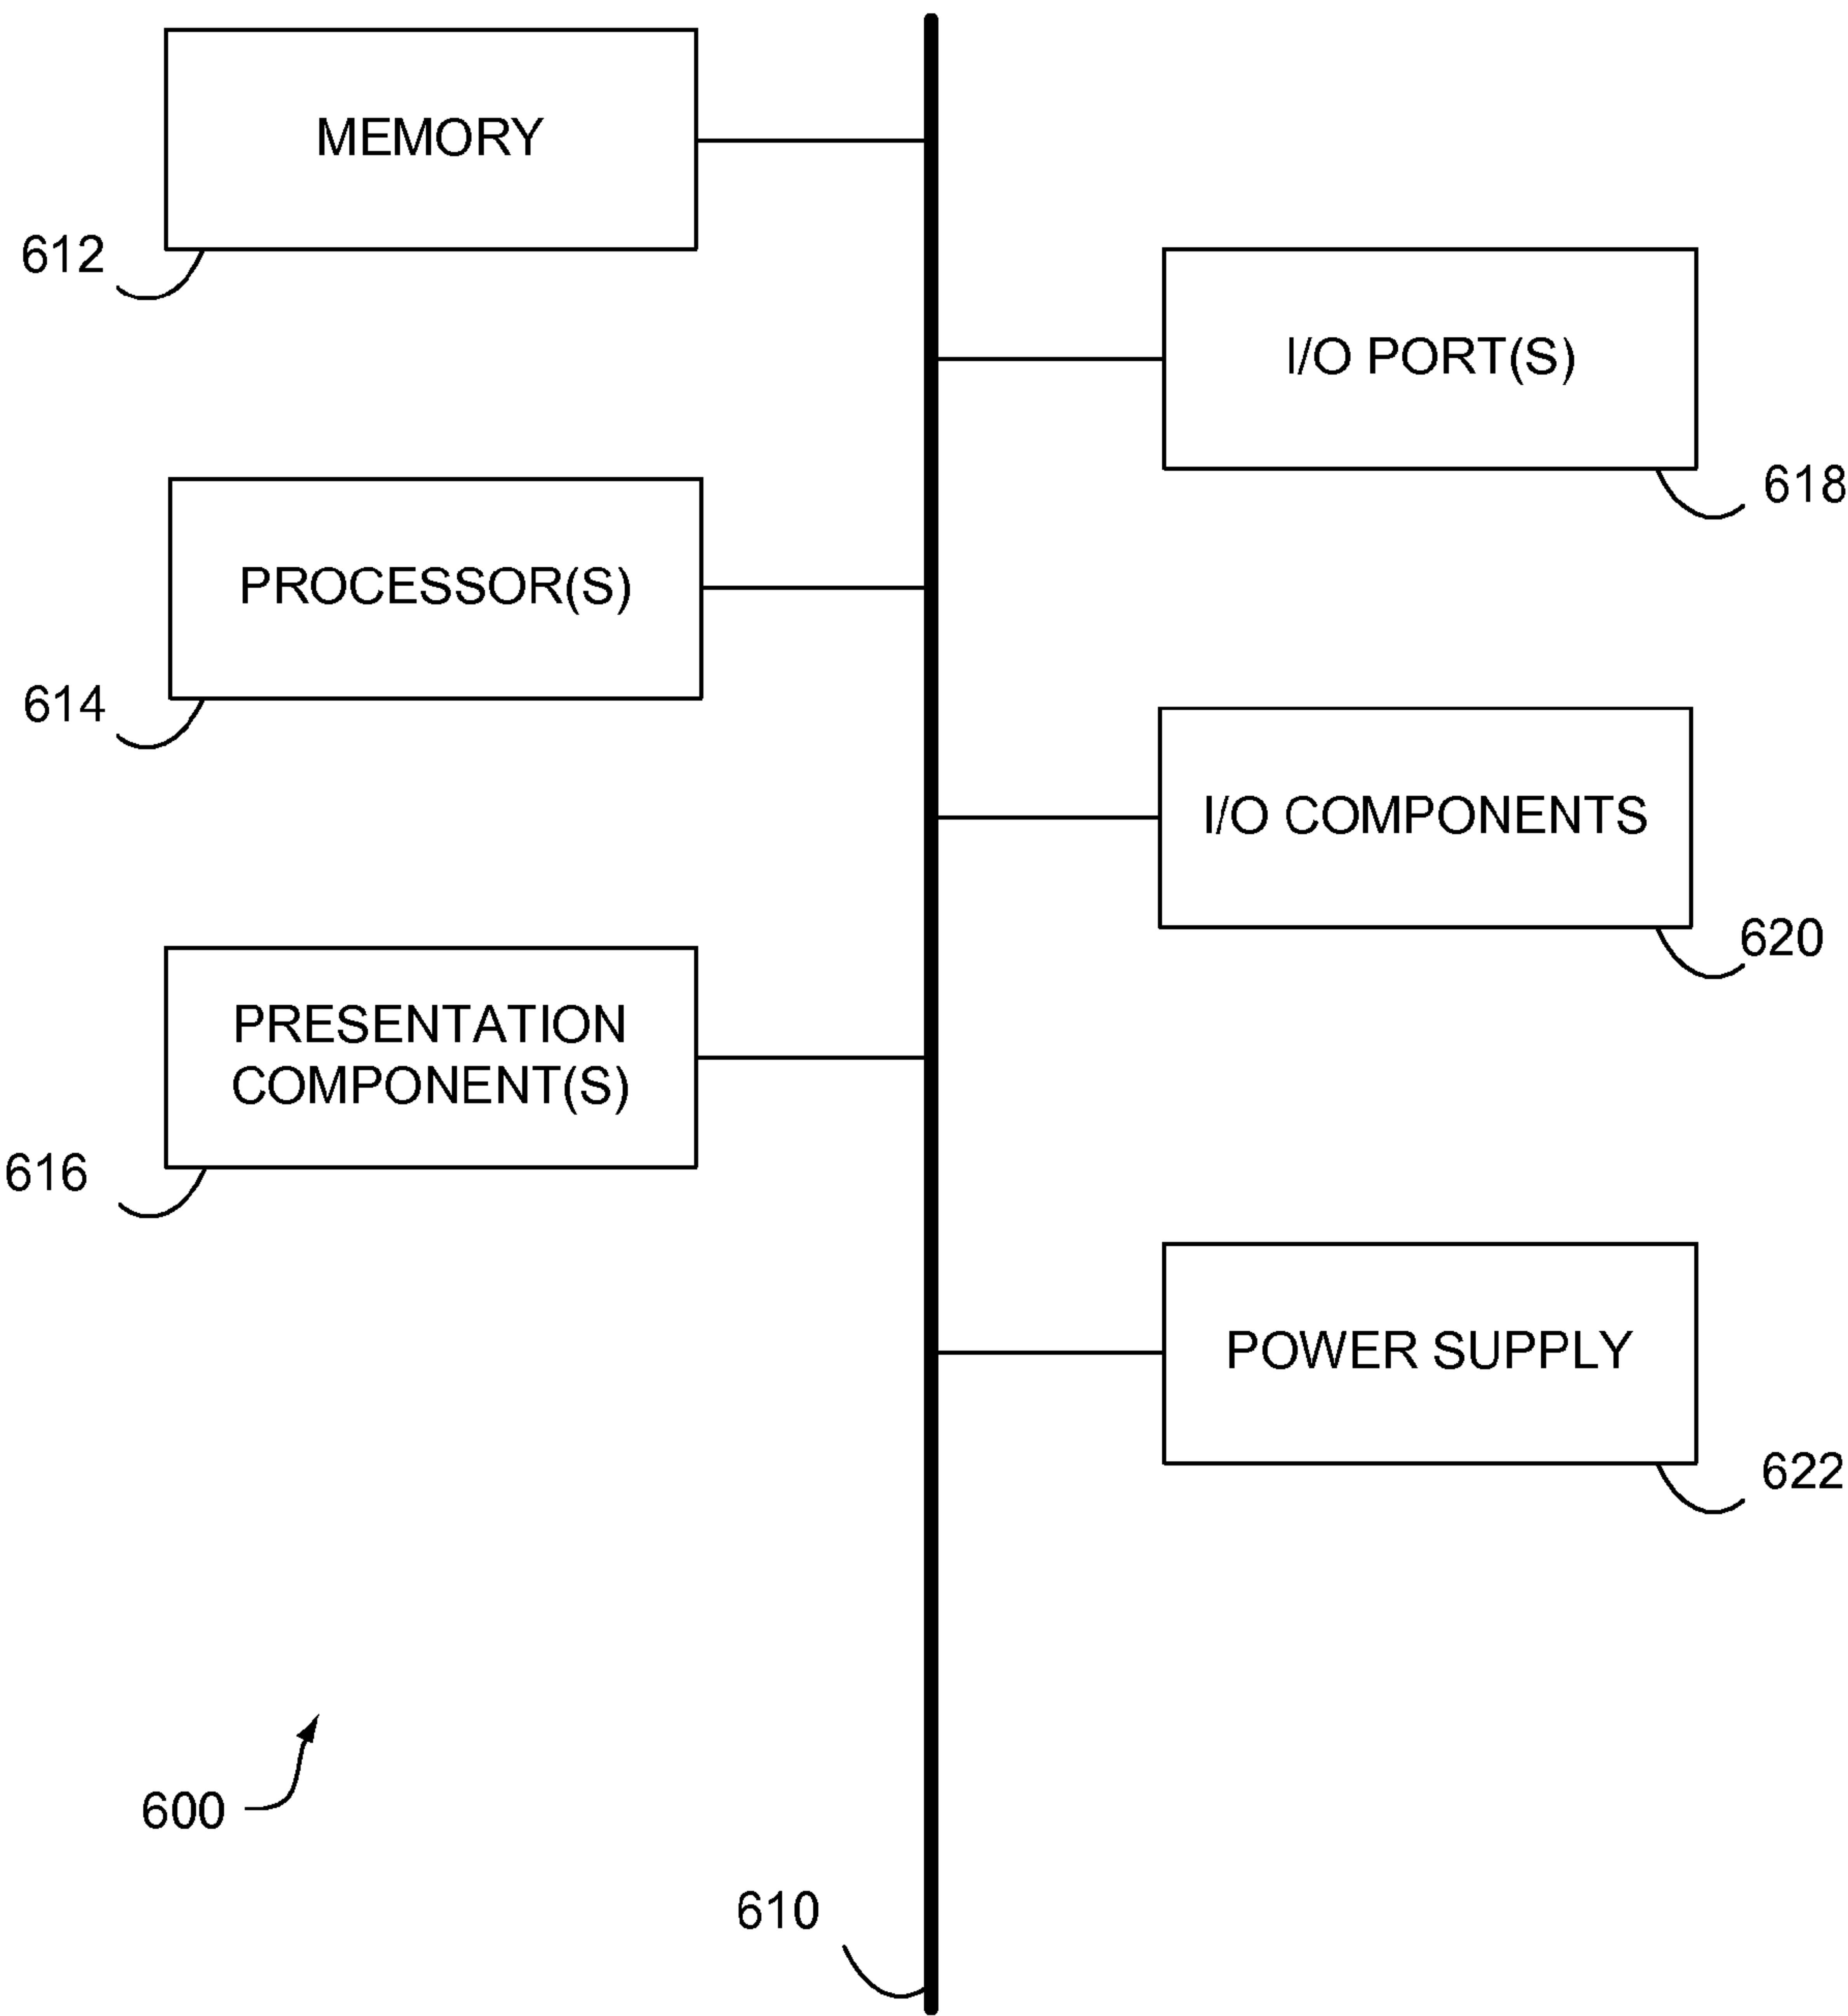 MEMORY
612
I/O PORT(S)
618
PROCESSOR(S)
614
I/O COMPONENTS
620
PRESENTATION
COMPONENT(S)
616
POWER SUPPLY
622
600
610